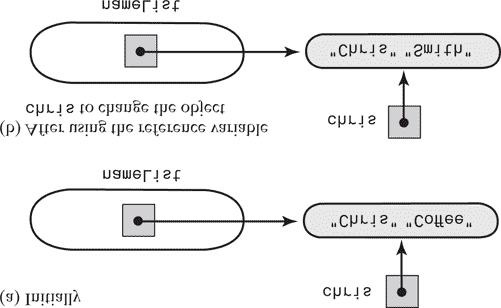 (a) Initially
chris
"Chris" "Coffee"
nameList
(b) After using the reference variable
chris to change the object
chris
"Chris" "Smith"
nameList